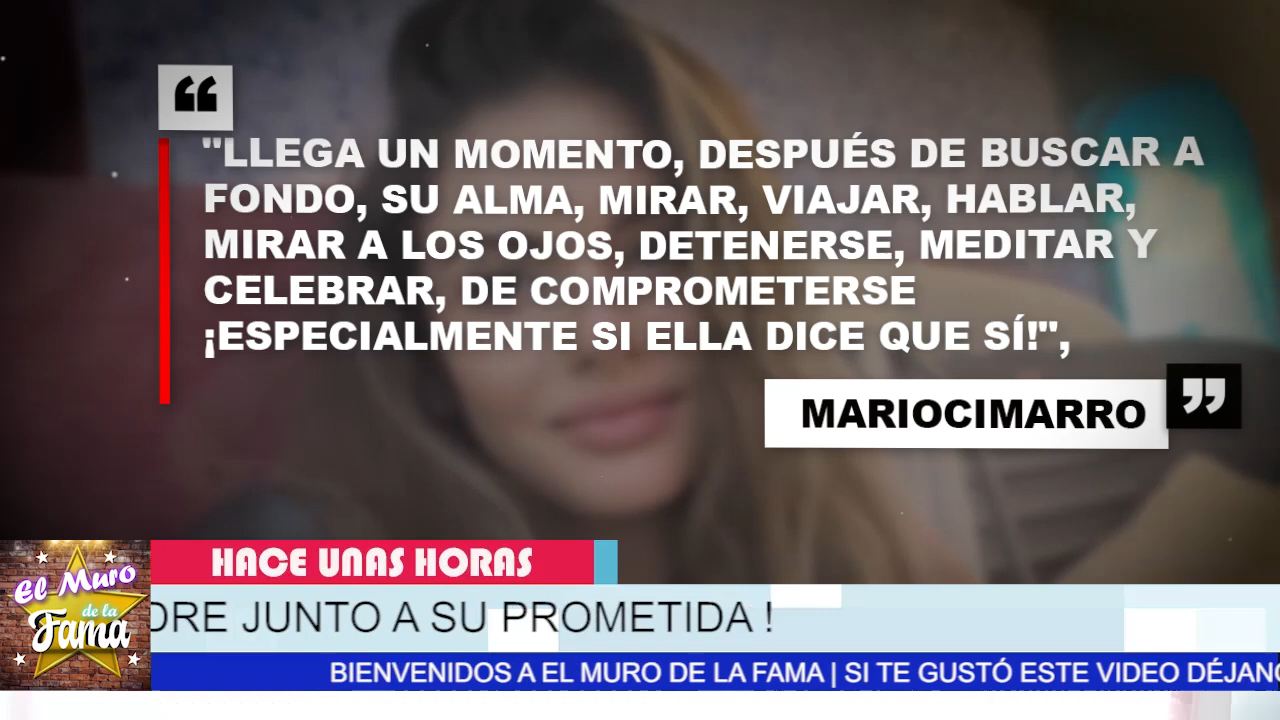 "LLEGA UN MOMENTO, DESPUÉS DE BUSCAR A
FONDO, SU ALMA, MIRAR, VIAJAR, HABLAR,
MIRAR A LOS OJOS, DETENERSE, MEDITAR Y
CELEBRAR, DE COMPROMETERSE
¡ESPECIALMENTE SI ELLA DICE QUE SÍ!",
MARIOCIMARRO
HACE UNAS HORAS
El Muro
de la
Fama
DRE JUNTO A SU PROMETIDA !
BIENVENIDOS A EL MURO DE LA FAMA | SI TE GUSTÓ ESTE VIDEO DÉJANO